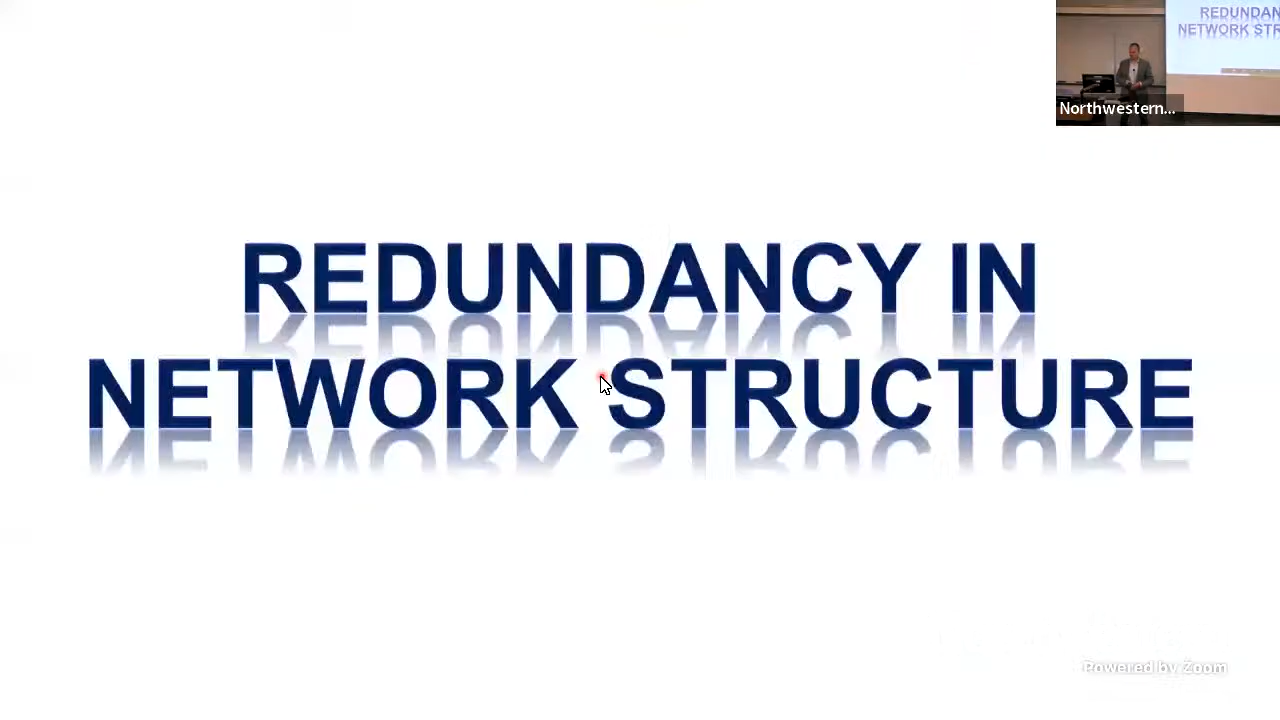 REDUNDAN
NETWORK STR
Northwestern...
REDUNDANCY IN
NETWORK STRUCTURE
Powered by Zoom